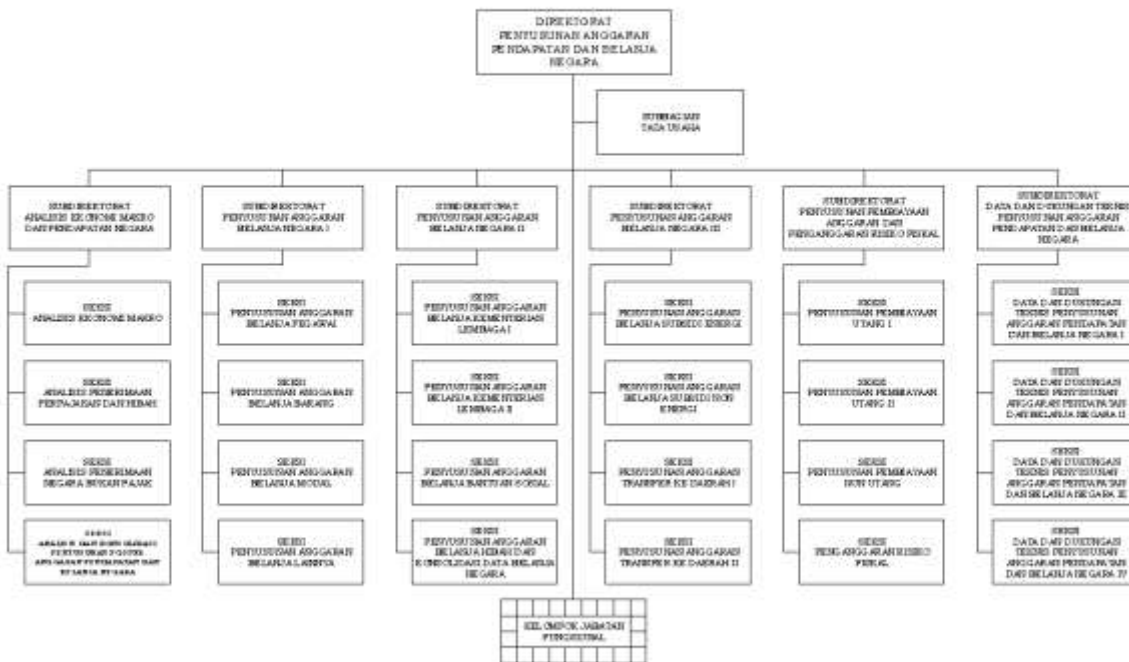 DIREKTORAT
PENYUSUNAN ANGGARAN
PENDAPATAN DAN BELANJA
NEGARA
SUBBAGIAN
TATA USAHA
SUBDIREKTORAT
ANALISIS EKONOMI MAKRO
DAN PENDAPATAN NEGARA
SUBDIREKTORAT
PENYUSUNAN ANGGARAN
BELANJA NEGARA I
SUBDIREKTORAT
PENYUSUNAN ANGGARAN
BELANJA NEGARA II
SUBDIREKTORAT
PENYUSUNAN ANGGARAN
BELANJA NEGARA III
SUBDIREKTORAT
PENYUSUNAN PEMBIAYAAN
ANGGARAN DAN
PENGANGGARAN RISIKO FISKAL
SUBDIREKTORAT
DATA DAN DUKUNGAN TEKNIS
PENYUSUNAN ANGGARAN
PENDAPATAN DAN BELANJA
NEGARA
SEKSI
ANALISIS EKONOMI MAKRO
SEKSI
PENYUSUNAN ANGGARAN
BELANJA PEGAWAI
SEKSI
PENYUSUNAN ANGGARAN
BELANJA KEMENTERIAN
LEMBAGA I
SEKSI
PENYUSUNAN ANGGARAN
BELANJA SUBSIDI ENERGI
SEKSI
PENYUSUNAN PEMBIAYAAN
UTANG I
SEKSI
DATA DAN DUKUNGAN
TEKNIS PENYUSUNAN
ANGGARAN PENDAPATAN
DAN BELANJA NEGARA I
SEKSI
ANALISIS PENERIMAAN
PERPAJAKAN DAN HIBAH
SEKSI
PENYUSUNAN ANGGARAN
BELANJA BARANG
SEKSI
PENYUSUNAN ANGGARAN
BELANJA KEMENTERIAN
LEMBAGA II
SEKSI
PENYUSUNAN ANGGARAN
BELANJA SUBSIDI NON
ENERGI
SEKSI
PENYUSUNAN PEMBIAYAAN
UTANG II
SEKSI
DATA DAN DUKUNGAN
TEKNIS PENYUSUNAN
ANGGARAN PENDAPATAN
DAN BELANJA NEGARA II
SEKSI
ANALISIS PENERIMAAN
NEGARA BUKAN PAJAK
SEKSI
PENYUSUNAN ANGGARAN
BELANJA MODAL
SEKSI
PENYUSUNAN ANGGARAN
BELANJA BANTUAN SOSIAL
SEKSI
PENYUSUNAN ANGGARAN
TRANSFER KE DAERAH I
SEKSI
PENYUSUNAN PEMBIAYAAN
NON UTANG
SEKSI
DATA DAN DUKUNGAN
TEKNIS PENYUSUNAN
ANGGARAN PENDAPATAN
DAN BELANJA NEGARA III
SEKSI
ANALISIS DAN
PENYUSUNAN
ANGGARAN PENDAPATAN DAN
BELANJA NEGARA
SEKSI
PENYUSUNAN ANGGARAN
BELANJA LAINNYA
SEKSI
PENYUSUNAN ANGGARAN
BELANJA HIBAH DAN
KONSOLIDASI DATA BELANJA
NEGARA
SEKSI
PENYUSUNAN ANGGARAN
TRANSFER KE DAERAH II
SEKSI
PENGANGGARAN RISIKO
FISKAL
SEKSI
DATA DAN DUKUNGAN
TEKNIS PENYUSUNAN
ANGGARAN PENDAPATAN
DAN BELANJA NEGARA IV
KELOMPOK JABATAN
FUNGSIONAL